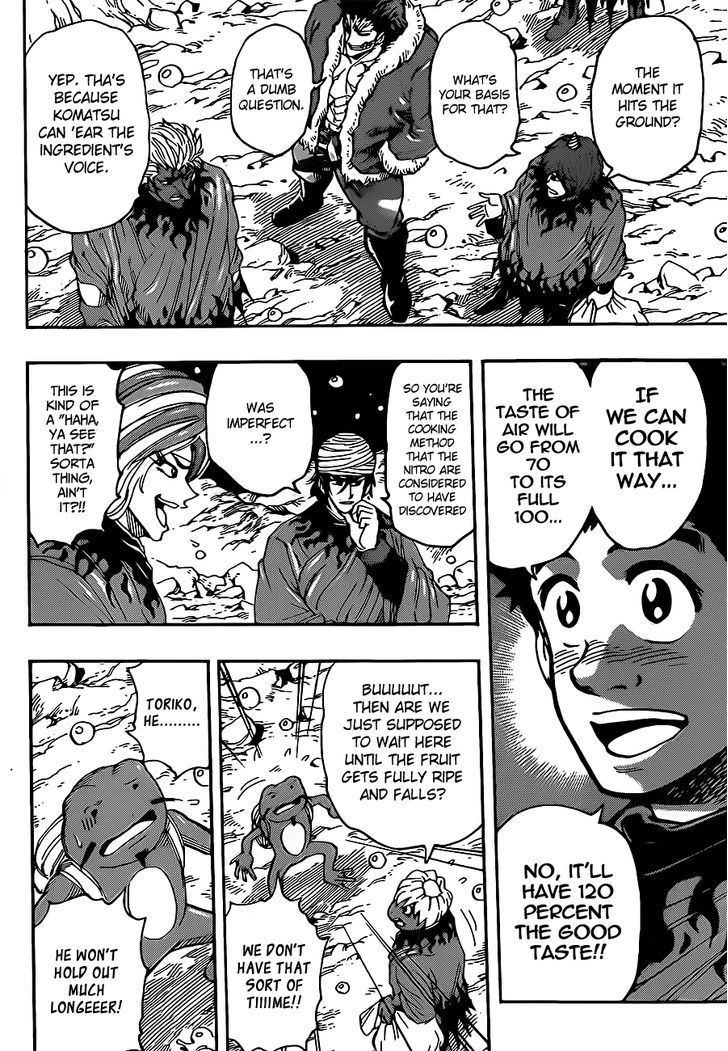 THE
MOMENT IT
HITS THE
GROUND?
WHAT'S
YOUR BASIS
FOR THAT?
THAT'S
A DUMB
QUESTION.
YEP. THA'S
BECAUSE
KOMATSU
CAN 'EAR THE
INGREDIENT'S
VOICE.
IF
WE CAN
COOK
IT THAT
WAY...
THE
TASTE OF
AIR WILL
GO FROM
70
TO ITS
FULL
100...
NO, IT'LL
HAVE 120
PERCENT
THE GOOD
TASTE!!
SO YOU'RE
SAYING
THAT THE
COOKING
METHOD
THAT THE
NITRO ARE
CONSIDERED
TO HAVE
DISCOVERED
WAS
IMPERFECT
...?
THIS IS
KIND OF
A "HAHA,
YA SEE
THAT?"
SORTA
THING,
AIN'T
IT?!!
BUUUUUT...
THEN ARE WE
JUST SUPPOSED
TO WAIT HERE
UNTIL THE FRUIT
GETS FULLY RIPE
AND FALLS?
WE DON'T
HAVE THAT
SORT OF
TIIIIME!!
TORIKO,
HE.........
HE WON'T
HOLD OUT
MUCH
LONGEEER!